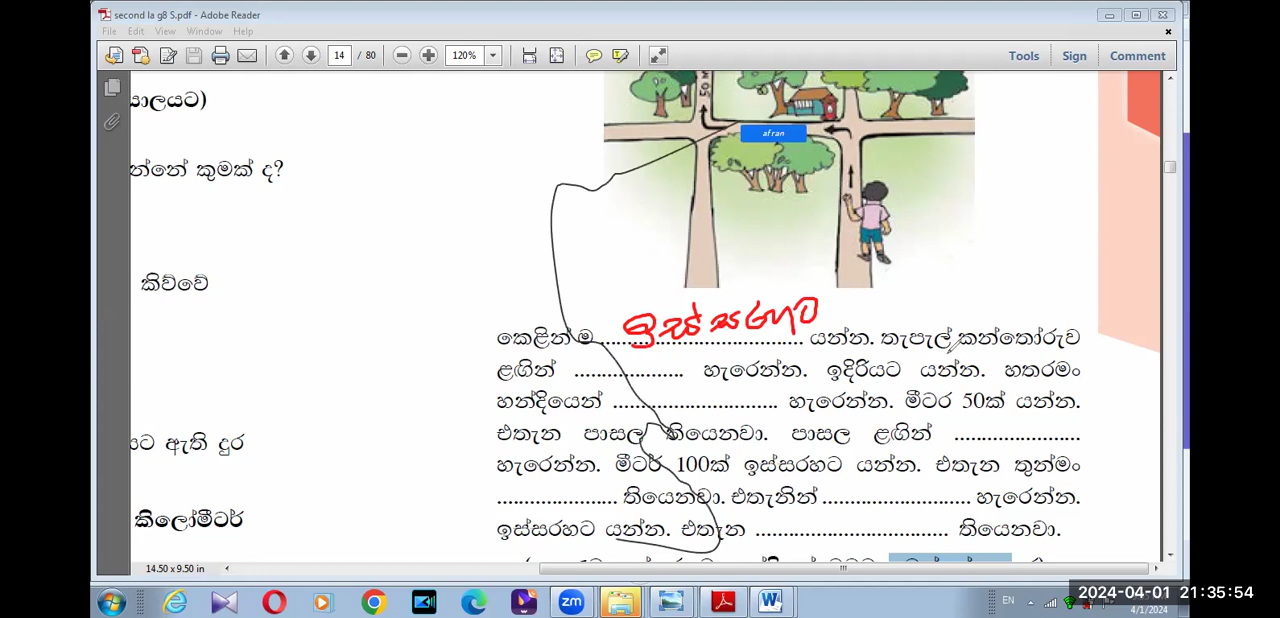 second la g8 S.pdf - Adobe Reader
File Edit View Window Help
14 / 80 120% Tools Sign Comment
යාලයට)
50 M
afran
න්නේ කුමක් ද?
කිව්වේ
ඉස්සරහට
කෙළින්ම ........................................ යන්න. තැපැල් කන්තෝරුව
ළඟින් .................... හැරෙන්න. ඉදිරියට යන්න. හතරමං
හන්දියෙන් .............................. හැරෙන්න. මීටර 50ක් යන්න.
එතැන පාසල තියෙනවා. පාසල ළඟින් .......................
හැරෙන්න. මීටර් 100ක් ඉස්සරහට යන්න. එතැන තුන්මං
...................... තියෙනවා. එතැනින් ........................... හැරෙන්න.
ඉස්සරහට යන්න. එතැන ................................... තියෙනවා.
සට ඇති දුර
කිලෝමීටර්
14.50 x 9.50 in
EN
4/1/2024
2024-04-01 21:35:54